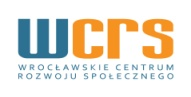 wcrs
WROCŁAWSKIE CENTRUM
ROZWOJU SPOŁECZNEGO